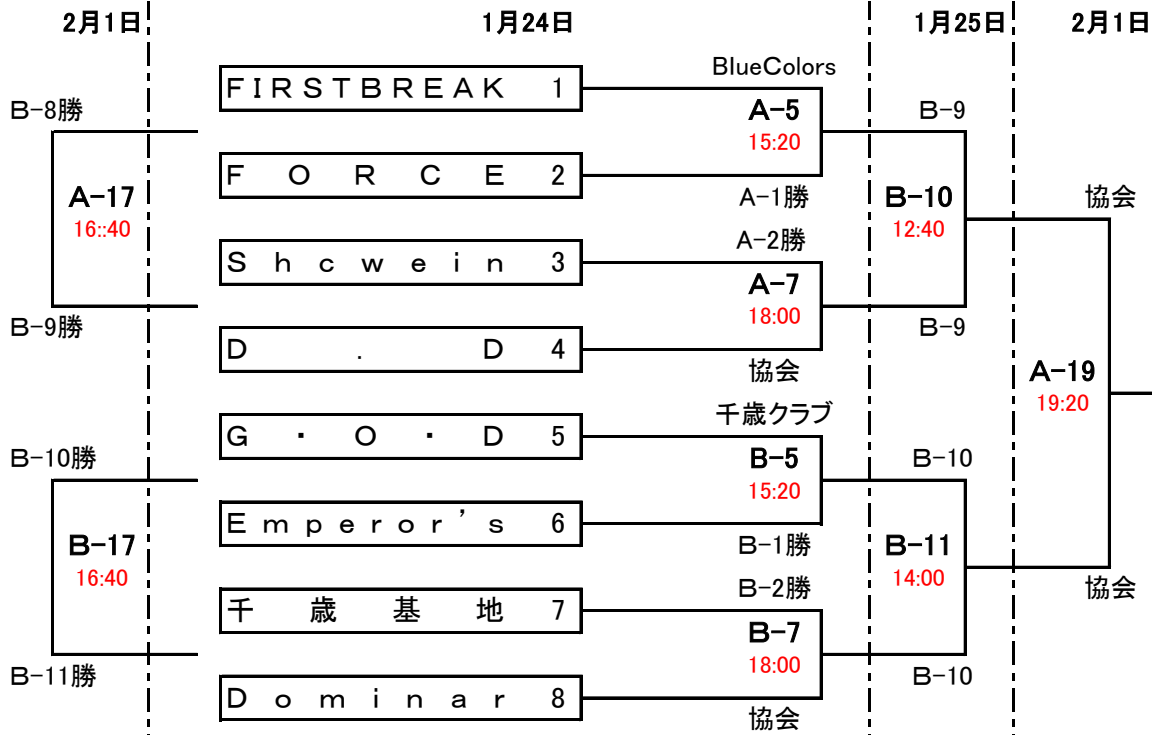 2月1日 1月24日 1月25日 2月1日
BlueColors
FIRSTBREAK 1
B-8勝
A-5
B-9
15:20
FORCE 2
A-17
A-1勝
B-10
協会
16::40
12:40
A-2勝
Shcwein 3
A-7
18:00
B-9勝
B-9
D . D 4
協会
A-19
19:20
千歳クラブ
G・O・D 5
B-10勝
B-5
B-10
15:20
Emperor's 6
B-17
B-1勝
B-11
16:40
14:00
B-2勝
協会
千歳基地 7
B-7
18:00
B-11勝
B-10
Dominar 8
協会